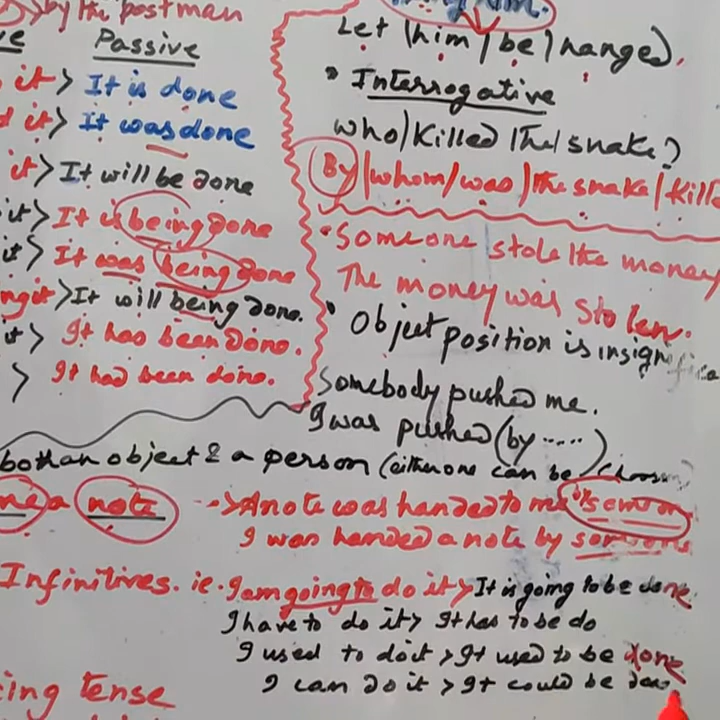 by the postman
Passive
it > It is done
it > It was done
it > It will be done
it > It is being done
it > It was being done
ng it > It will being done.
it > It has been done.
> It had been done.
him.
Let | him | be | hanged.
• Interrogative
who | Killed | the | snake?
By | whom | was | the snake | kille
• Someone stole the money
The money was stolen.
• Object position is insignifica
Somebody pushed me.
I was pushed (by ......)
both an object & a person (either one can be
me a note --> A note was handed to me
I was handed a note by someone
Infinitives. ie. I am going to do it > It is going to be done
I have to do it > It has to be do
I used to do it > It used to be done
I can do it > It could be done
ing tense